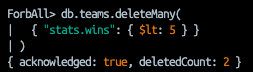 ForbAll> db.teams.deleteMany(
|   { "stats.wins": { $lt: 5 } }
| )
{ acknowledged: true, deletedCount: 2 }